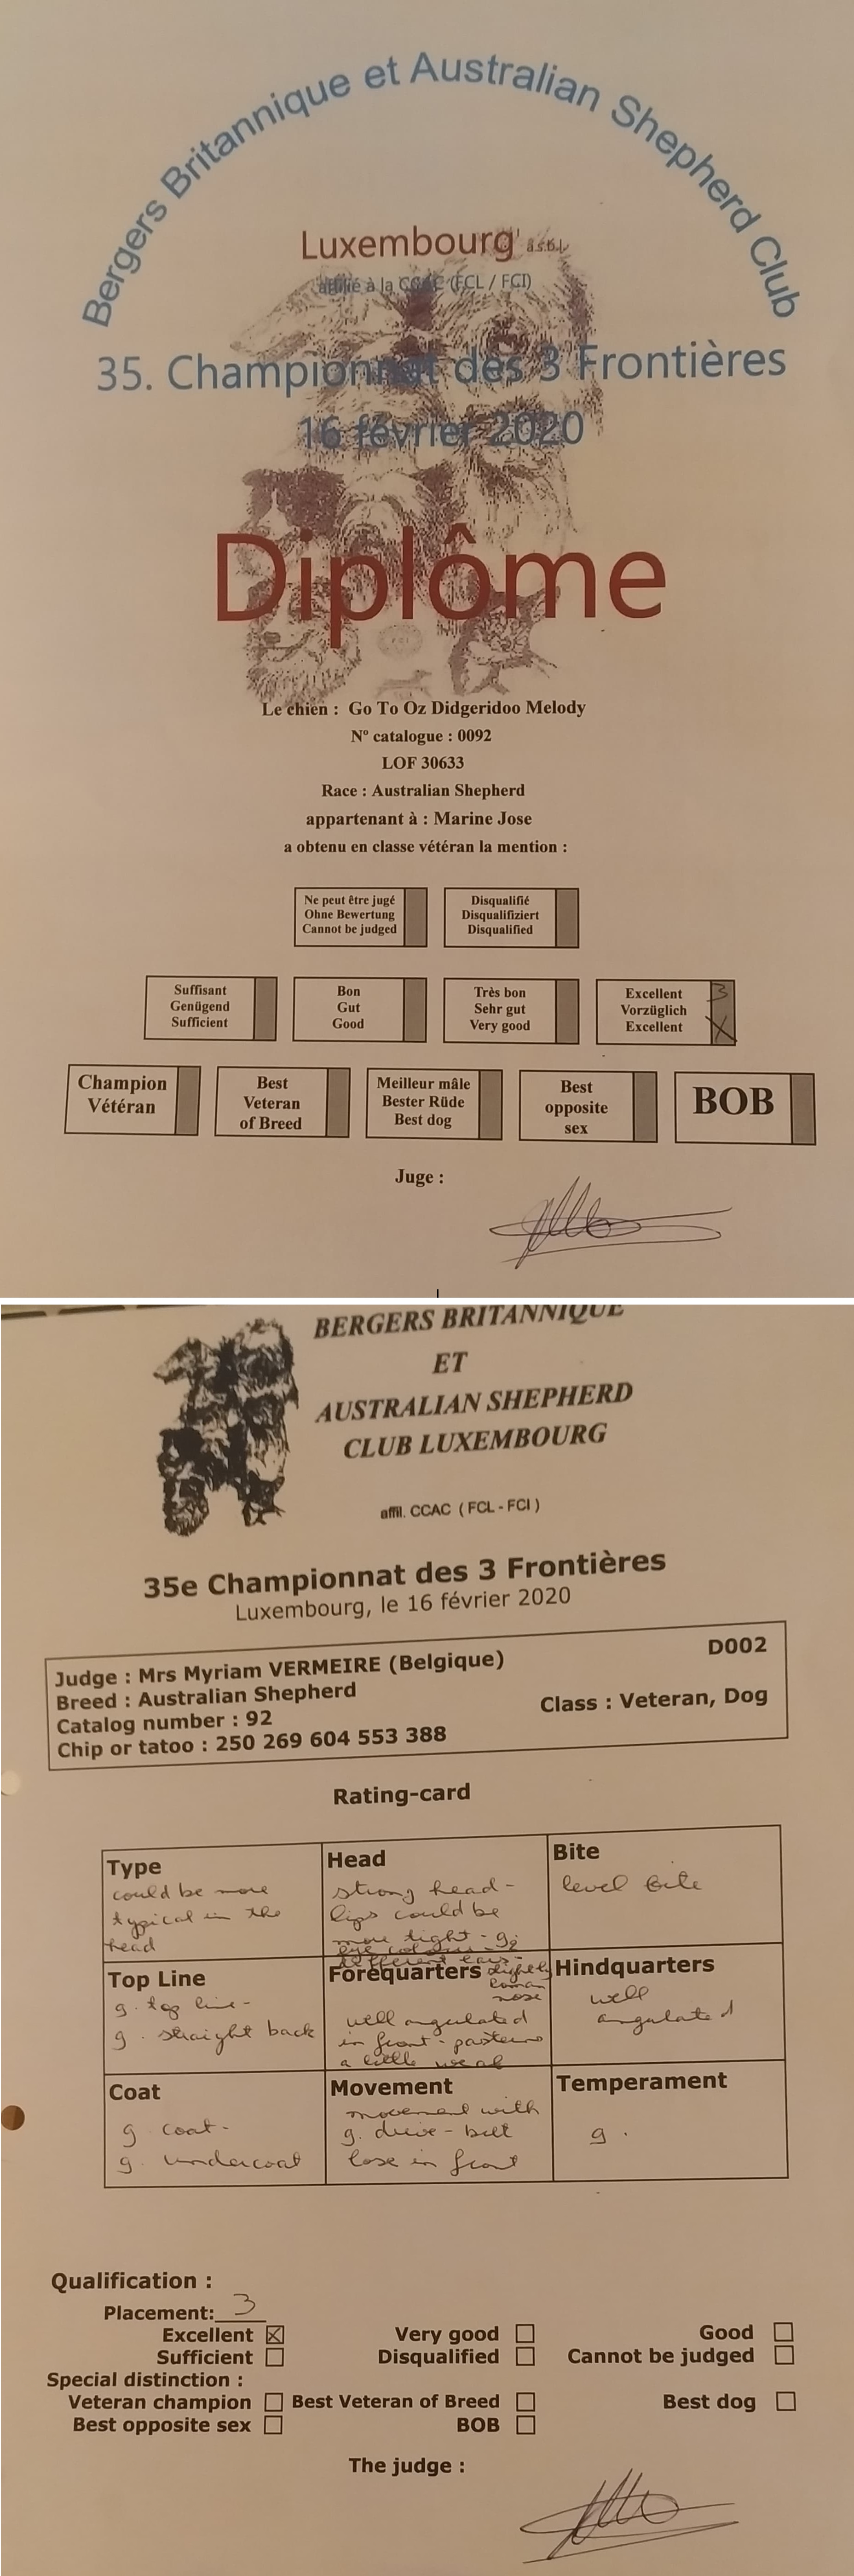 Bergers Britannique et Australian Shepherd Club
Luxembourg a.s.b.l.
affilié à la CCAC (FCL / FCI)
35. Championnat des 3 Frontières
16 février 2020
Diplôme
Le chien : Go To Oz Didgeridoo Melody
N° catalogue : 0092
LOF 30633
Race : Australian Shepherd
appartenant à : Marine Jose
a obtenu en classe vétéran la mention :
Ne peut être jugé
Ohne Bewertung
Cannot be judged
Disqualifié
Disqualifiziert
Disqualified
Suffisant
Genügend
Sufficient
Bon
Gut
Good
Très bon
Sehr gut
Very good
Excellent 3
Vorzüglich
Excellent X
Champion
Vétéran
Best
Veteran
of Breed
Meilleur mâle
Bester Rüde
Best dog
Best
opposite
sex
BOB
Juge :
BERGERS BRITANNIQUE
ET
AUSTRALIAN SHEPHERD
CLUB LUXEMBOURG
affil. CCAC ( FCL - FCI )
35e Championnat des 3 Frontières
Luxembourg, le 16 février 2020
Judge : Mrs Myriam VERMEIRE (Belgique) D002
Breed : Australian Shepherd
Catalog number : 92 Class : Veteran, Dog
Chip or tatoo : 250 269 604 553 388
Rating-card
Type
could be more
typical in the
head
Head
strong head -
lips could be
more tight - g.
eye colour -
different ears -
slightly
roman
nose
Bite
level bite
Top Line
g. top line -
g. straight back
Forequarters
well angulated
in front - pasterns
a little weak
Hindquarters
well
angulated
Coat
g coat -
g. undercoat
Movement
movement with
g. drive - but
lose in front
Temperament
g.
Qualification :
Placement: 3
Excellent Very good Good
Sufficient Disqualified Cannot be judged
Special distinction :
Veteran champion Best Veteran of Breed Best dog
Best opposite sex BOB
The judge :